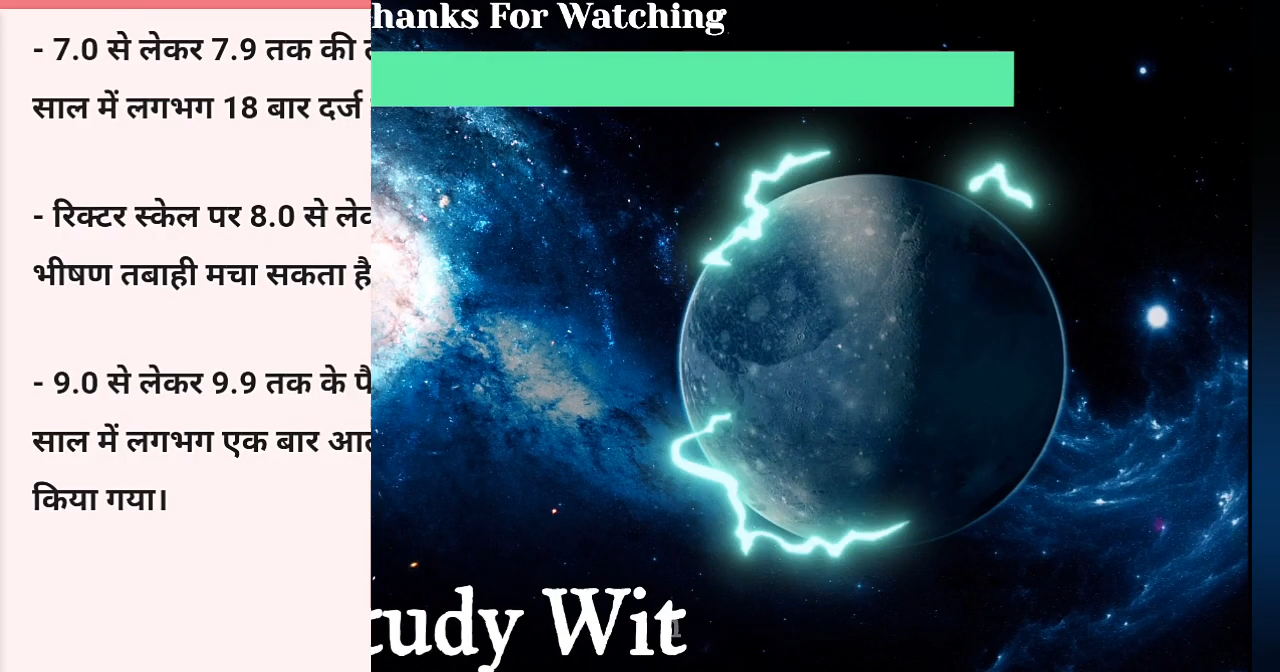 - 7.0 से लेकर 7.9 तक की
साल में लगभग 18 बार दर्ज
- रिक्टर स्केल पर 8.0 से
भीषण तबाही मचा सकता है
- 9.0 से लेकर 9.9 तक के
साल में लगभग एक बार
किया गया।
hanks For Watching
tudy Wit